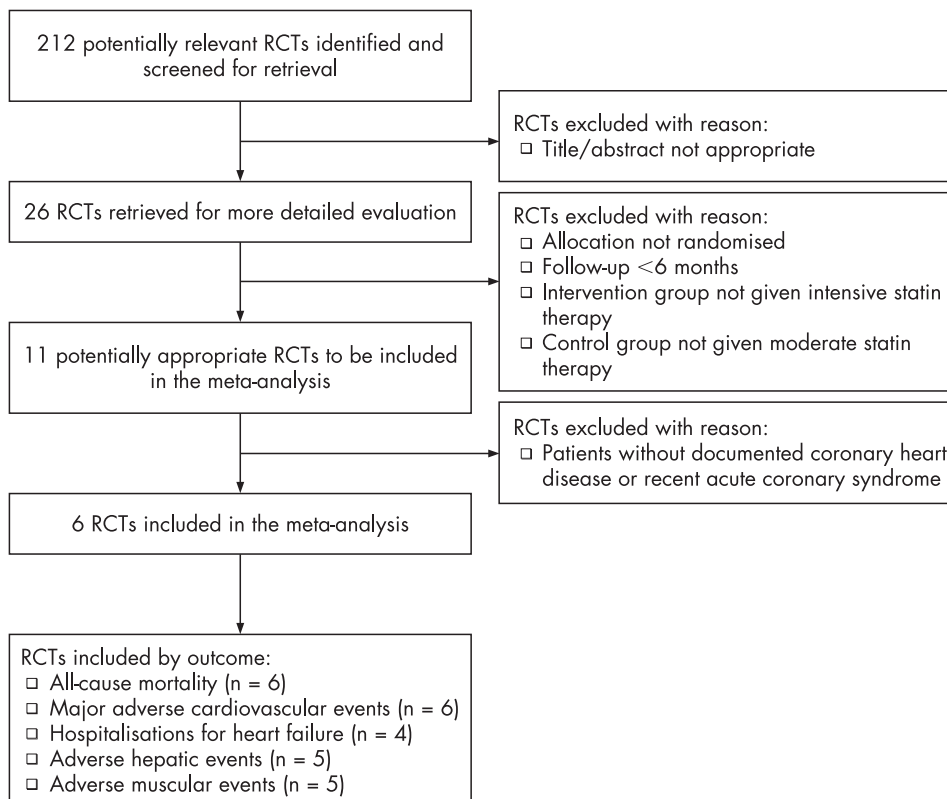 212 potentially relevant RCTs identified and
screened for retrieval
RCTs excluded with reason:
❑ Title/abstract not appropriate
26 RCTs retrieved for more detailed evaluation
RCTs excluded with reason:
❑ Allocation not randomised
❑ Follow-up <6 months
❑ Intervention group not given intensive statin
therapy
❑ Control group not given moderate statin
therapy
11 potentially appropriate RCTs to be included
in the meta-analysis
RCTs excluded with reason:
❑ Patients without documented coronary heart
disease or recent acute coronary syndrome
6 RCTs included in the meta-analysis
RCTs included by outcome:
❑ All-cause mortality (n = 6)
❑ Major adverse cardiovascular events (n = 6)
❑ Hospitalisations for heart failure (n = 4)
❑ Adverse hepatic events (n = 5)
❑ Adverse muscular events (n = 5)